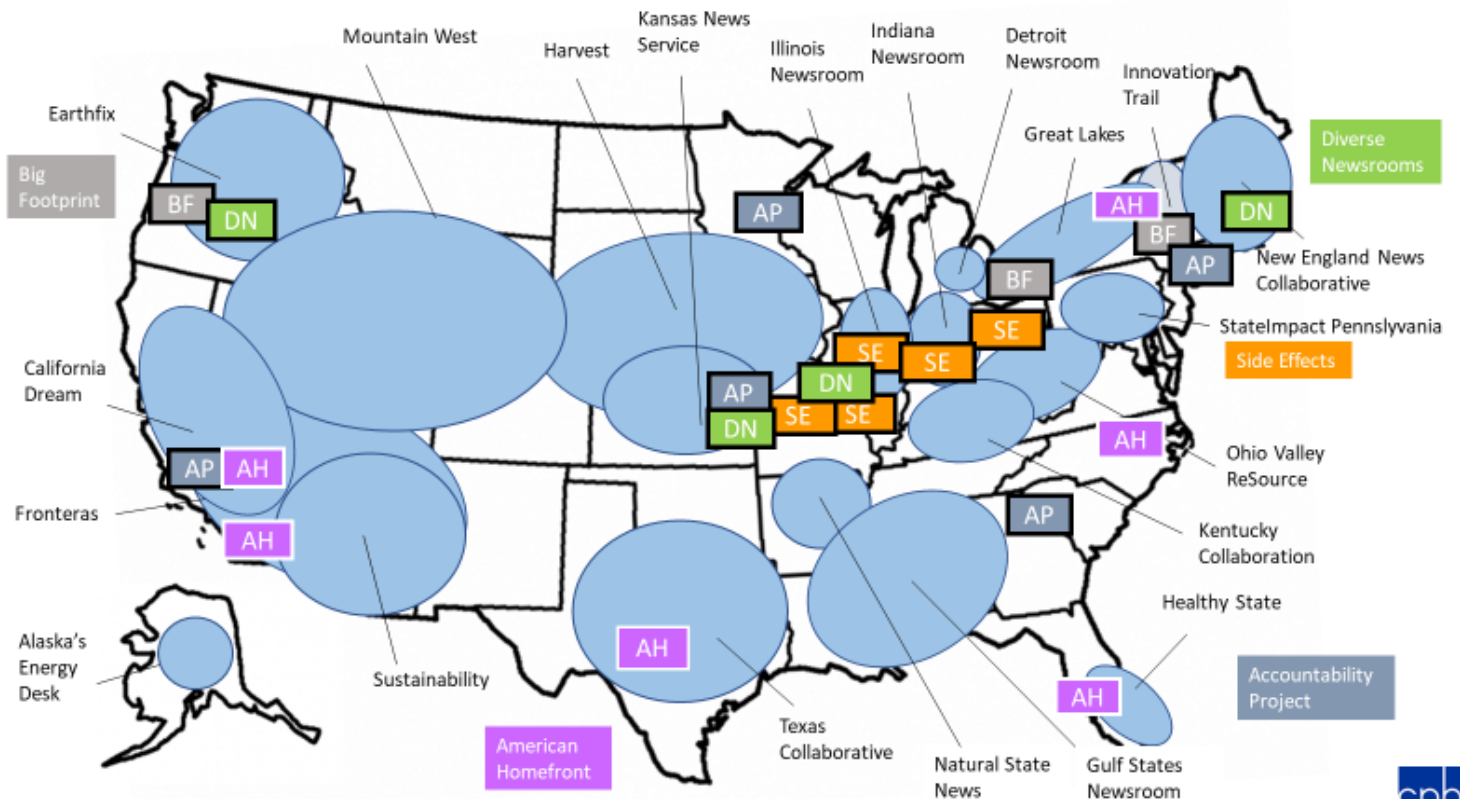 Kansas News
Service
Mountain West
Harvest
Illinois
Newsroom
Indiana
Newsroom
Detroit
Newsroom
Innovation
Trail
Great Lakes
Earthfix
Diverse
Newsrooms
Big
Footprint
BF
DN
AP
AH
DN
BF
AP
BF
New England News
Collaborative
SE
StateImpact Pennslyvania
SE
SE
Side Effects
California
Dream
DN
AP
SE
SE
DN
AH
Ohio Valley
ReSource
AP
AH
Fronteras
AP
AH
Kentucky
Collaboration
Healthy State
Alaska's
Energy
Desk
AH
Sustainability
AH
Accountability
Project
American
Homefront
Texas
Collaborative
Natural State
News
Gulf States
Newsroom
cpb